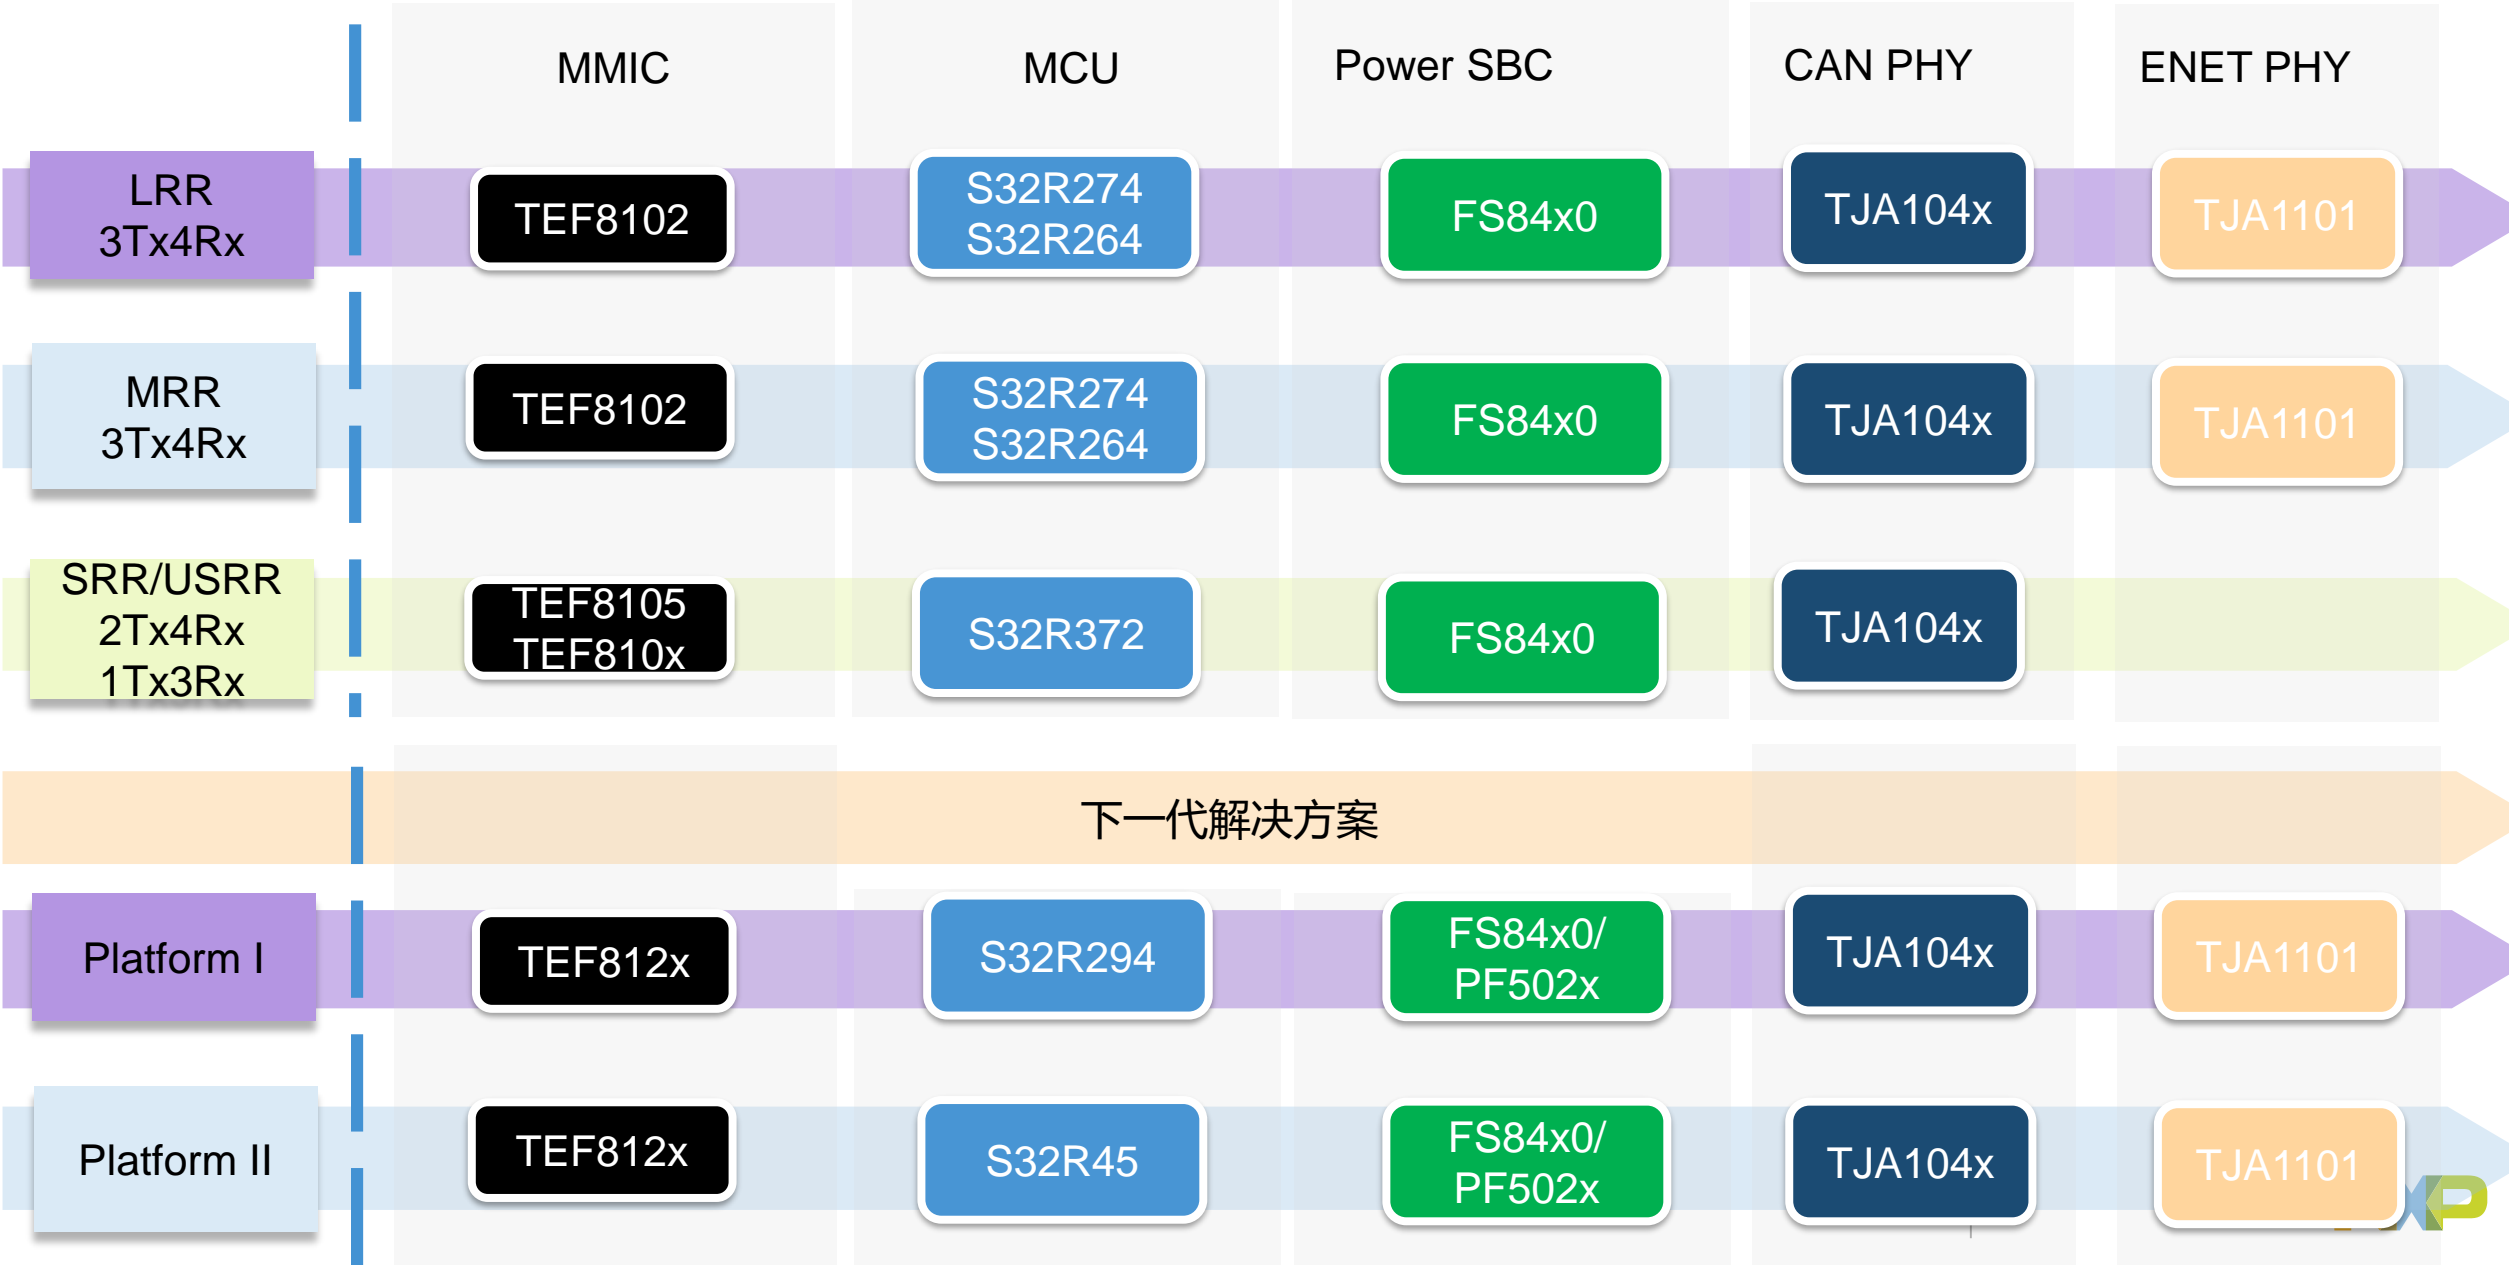 MMIC
MCU
Power SBC
CAN PHY
ENET PHY
LRR
3Tx4Rx
TEF8102
S32R274
S32R264
FS84x0
TJA104x
TJA1101
MRR
3Tx4Rx
TEF8102
S32R274
S32R264
FS84x0
TJA104x
TJA1101
SRR/USRR
2Tx4Rx
1Tx3Rx
TEF8105
TEF810x
S32R372
FS84x0
TJA104x
下一代解决方案
Platform I
TEF812x
S32R294
FS84x0/
PF502x
TJA104x
TJA1101
Platform II
TEF812x
S32R45
FS84x0/
PF502x
TJA104x
TJA1101